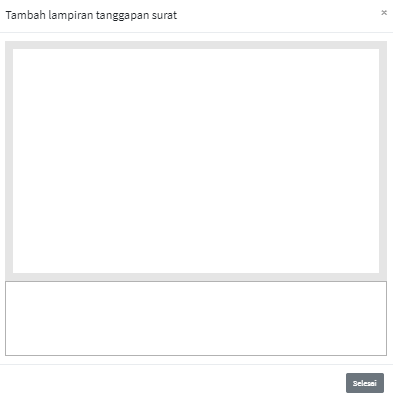 Tambah lampiran tanggapan surat
×
Selesai